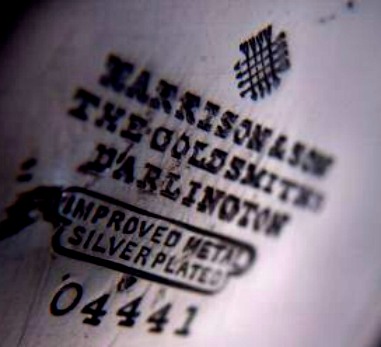 HARRISON & SON
THE GOLDSMITHS
DARLINGTON
IMPROVED METAL
SILVER PLATED
04441